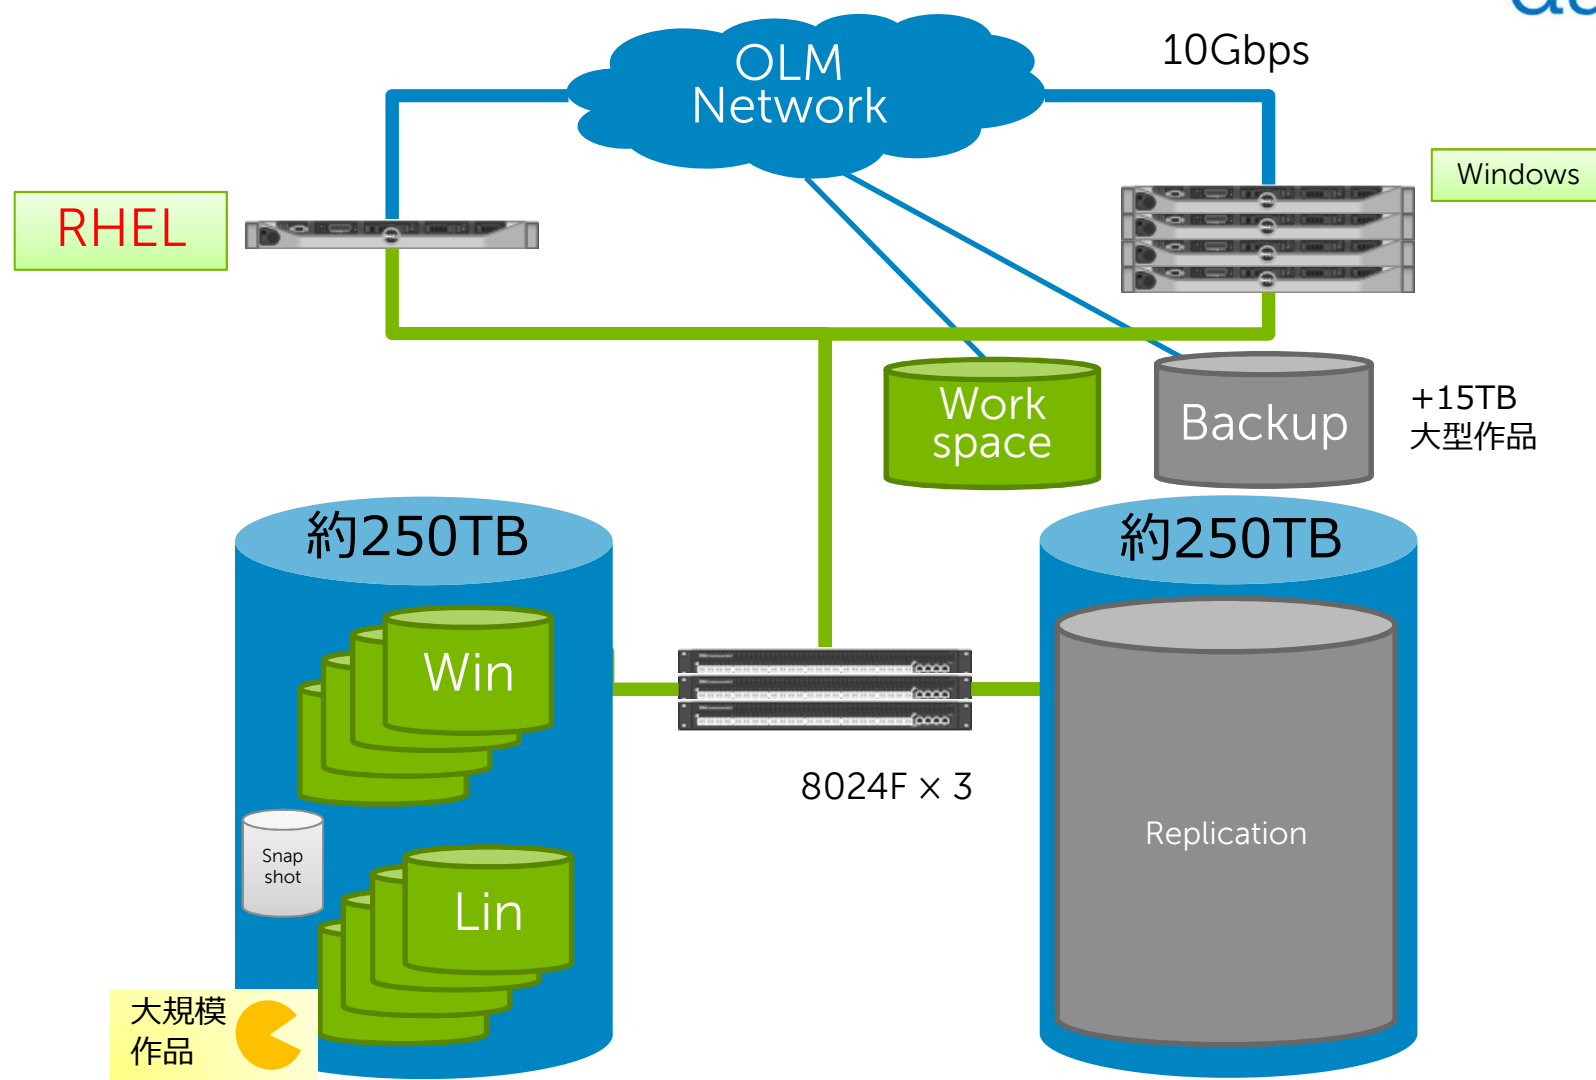 OLM
Network
10Gbps
Windows
RHEL
Work
space
Backup
+15TB
大型作品
約250TB
約250TB
Win
8024F × 3
Snap
shot
Lin
Replication
大規模
作品